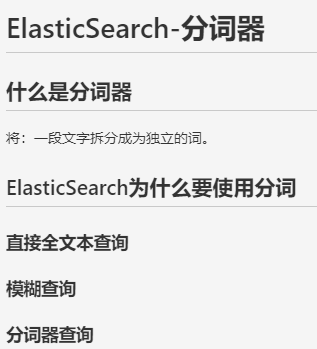 ElasticSearch-分词器
什么是分词器
将：一段文字拆分成为独立的词。
ElasticSearch为什么要使用分词
直接全文本查询
模糊查询
分词器查询